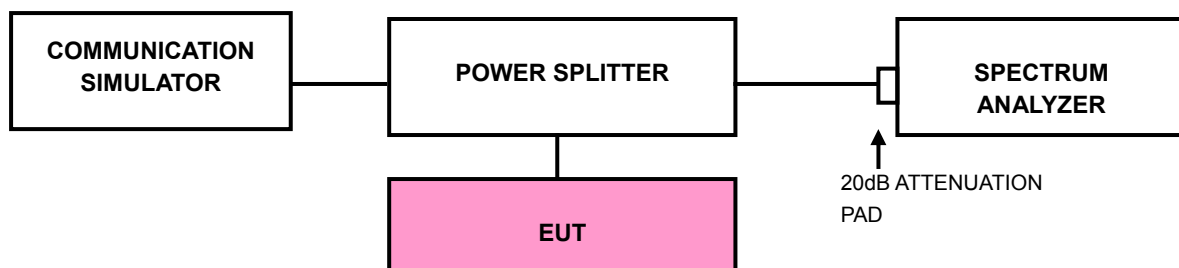 COMMUNICATION
SIMULATOR
POWER SPLITTER
SPECTRUM
ANALYZER
20dB ATTENUATION
PAD
EUT